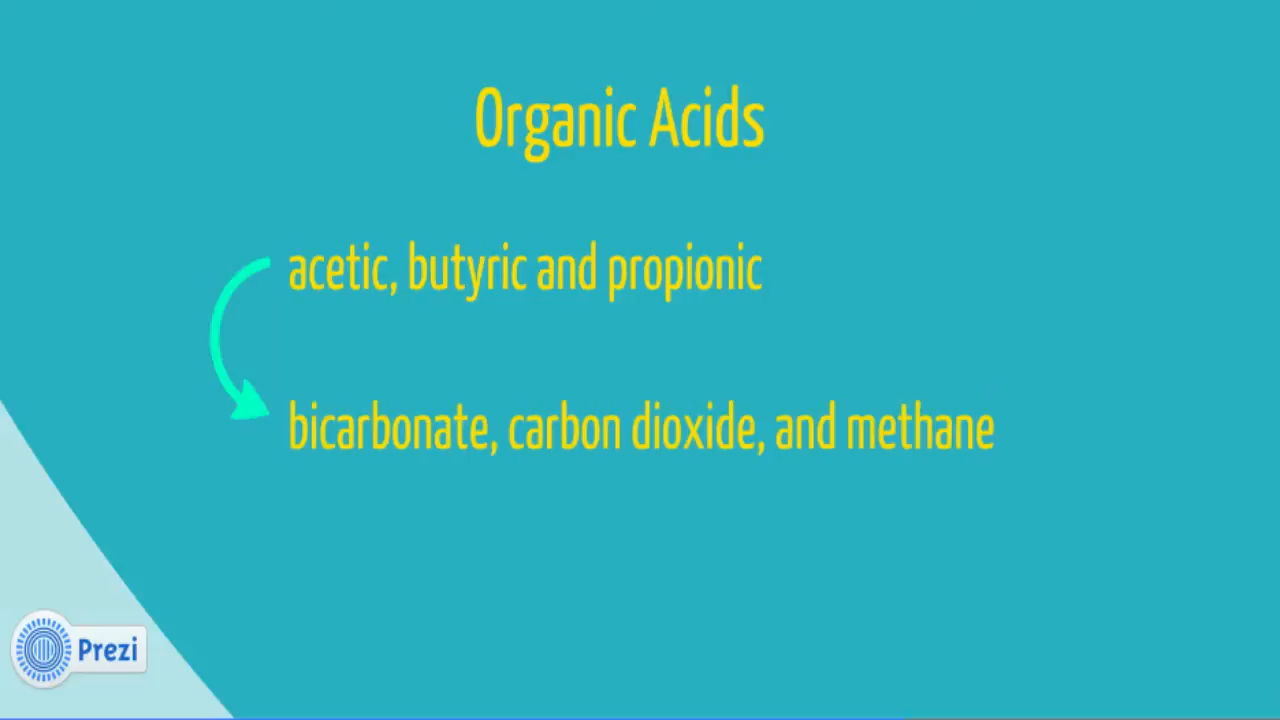 Organic Acids
acetic, butyric and propionic
bicarbonate, carbon dioxide, and methane
Prezi